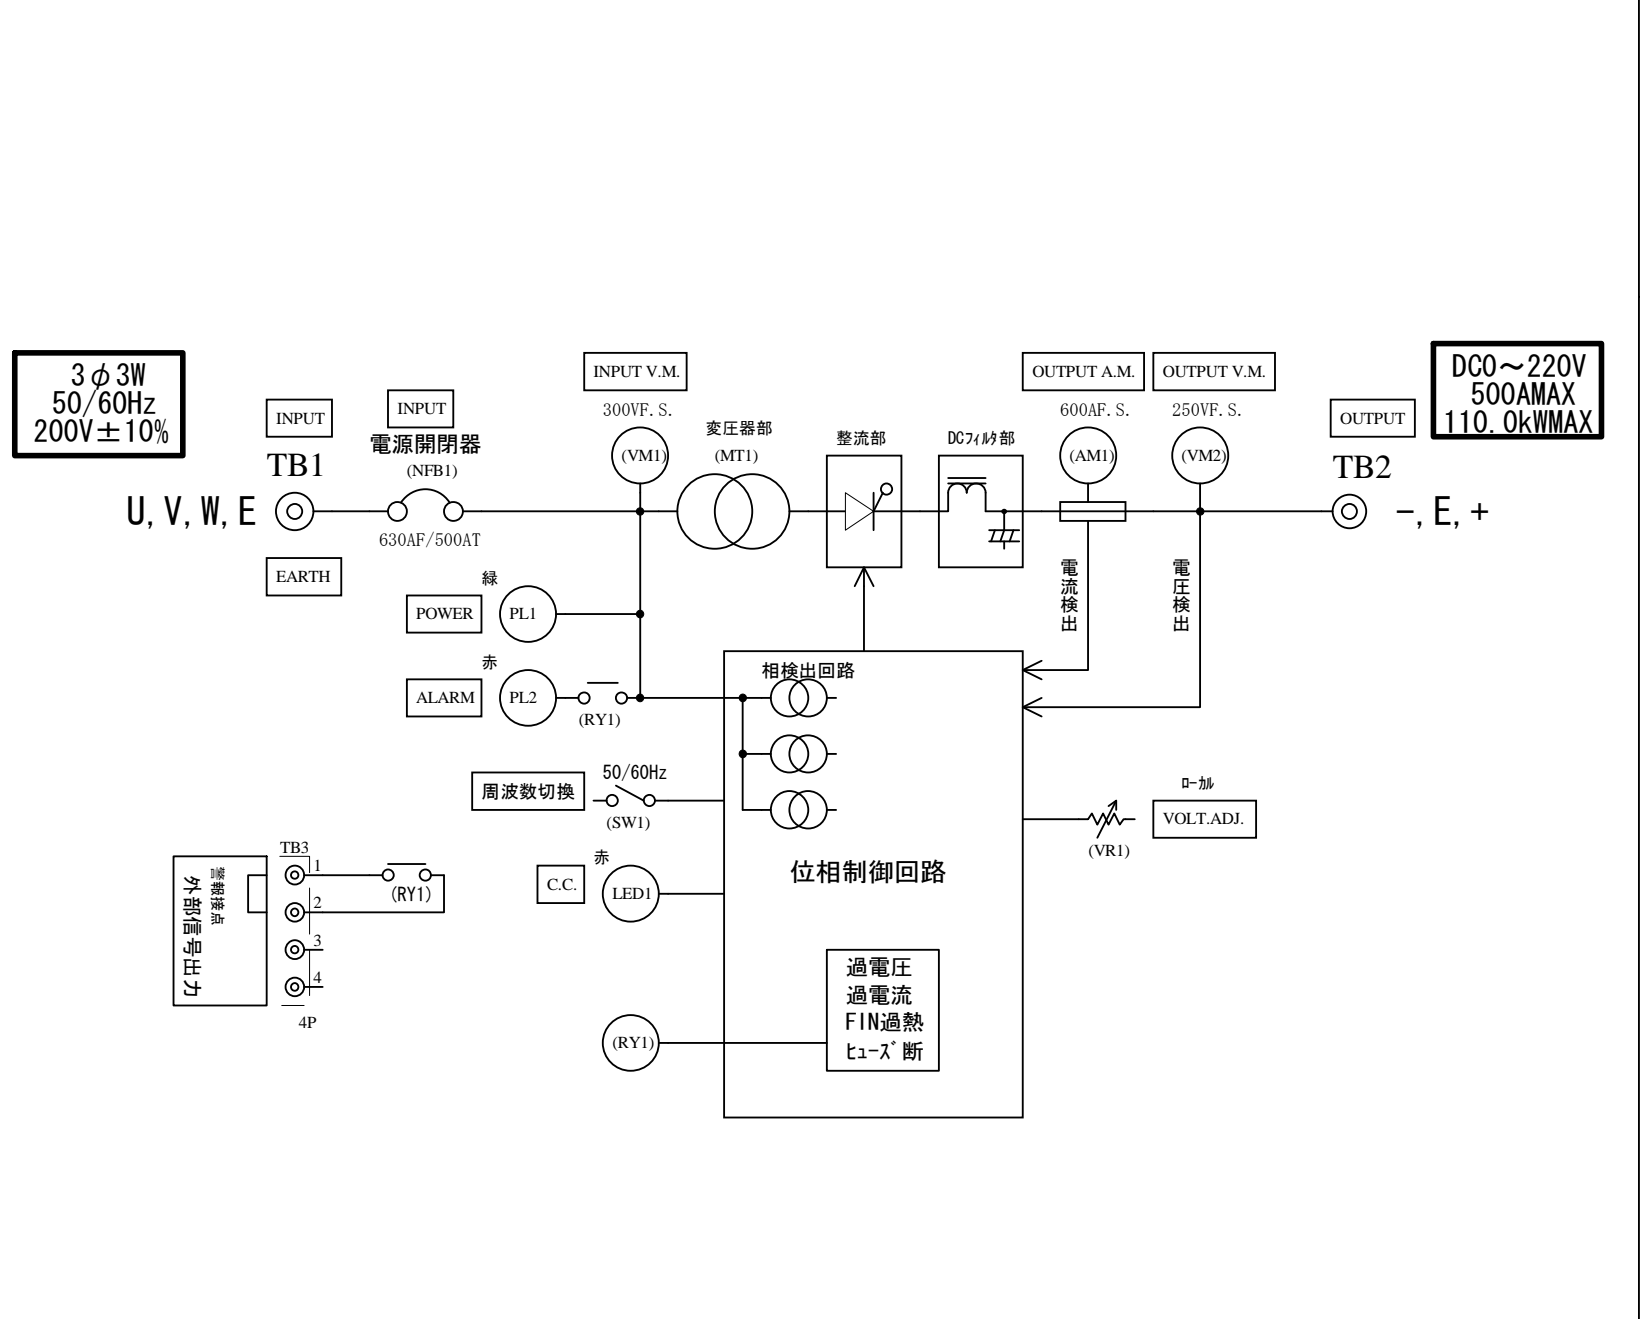 3φ3W
50/60Hz
200V±10%
INPUT
TB1
U,V,W,E
EARTH
INPUT
電源開閉器
(NFB1)
630AF/500AT
INPUT V.M.
300VF.S.
(VM1)
変圧器部
(MT1)
整流部
DCフィルタ部
OUTPUT A.M.
600AF.S.
(AM1)
OUTPUT V.M.
250VF.S.
(VM2)
OUTPUT
TB2
-,E,+
DC0～220V
500AMAX
110.0kWMAX
電流検出
電圧検出
緑
POWER
PL1
赤
ALARM
PL2
(RY1)
相検出回路
周波数切換
50/60Hz
(SW1)
ローカル
VOLT.ADJ.
(VR1)
赤
C.C.
LED1
位相制御回路
TB3
警報接点
外部信号出力
1
2
3
4
4P
(RY1)
(RY1)
過電圧
過電流
FIN過熱
ヒューズ断